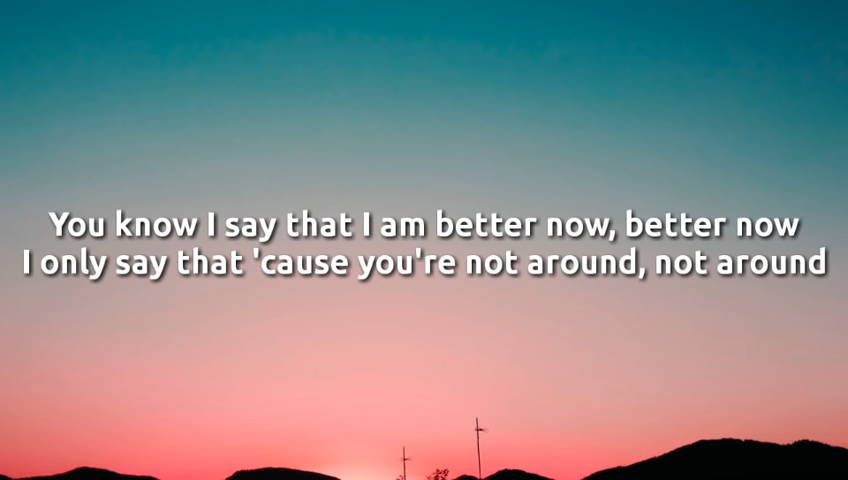 You know I say that I am better now, better now
I only say that 'cause you're not around, not around